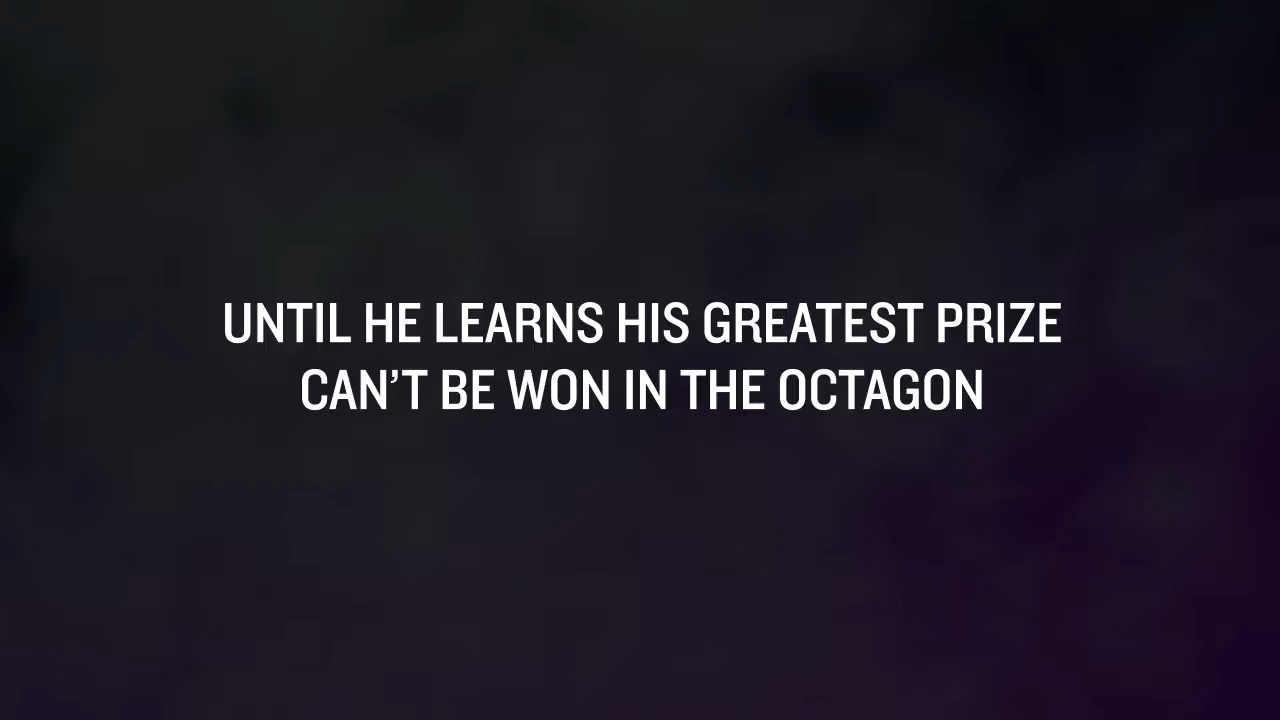 UNTIL HE LEARNS HIS GREATEST PRIZE
CAN’T BE WON IN THE OCTAGON